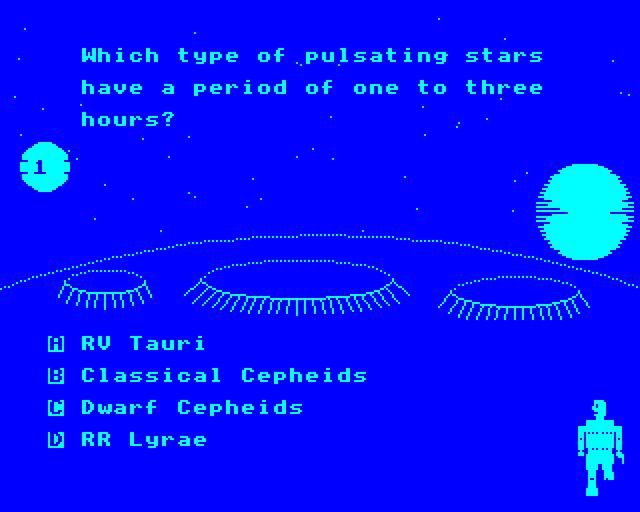 Which type of pulsating stars
have a period of one to three
hours?
1
A RV Tauri
B Classical Cepheids
C Dwarf Cepheids
D RR Lyrae